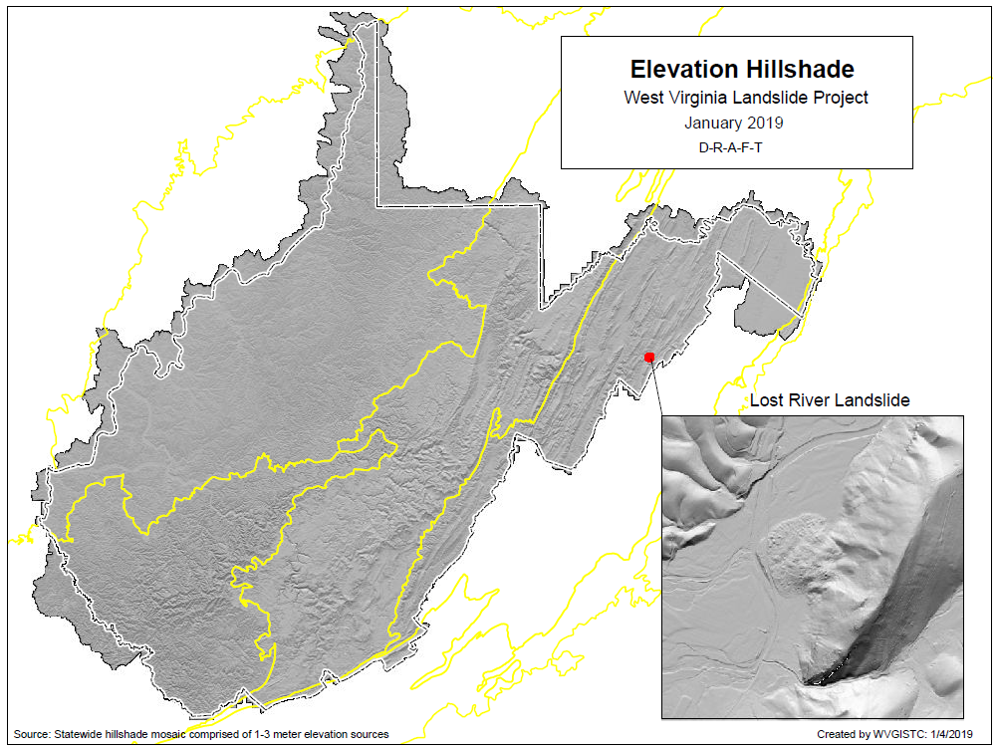 Elevation Hillshade
West Virginia Landslide Project
January 2019
D-R-A-F-T
Lost River Landslide
Source: Statewide hillshade mosaic comprised of 1-3 meter elevation sources
Created by WVGISTC: 1/4/2019